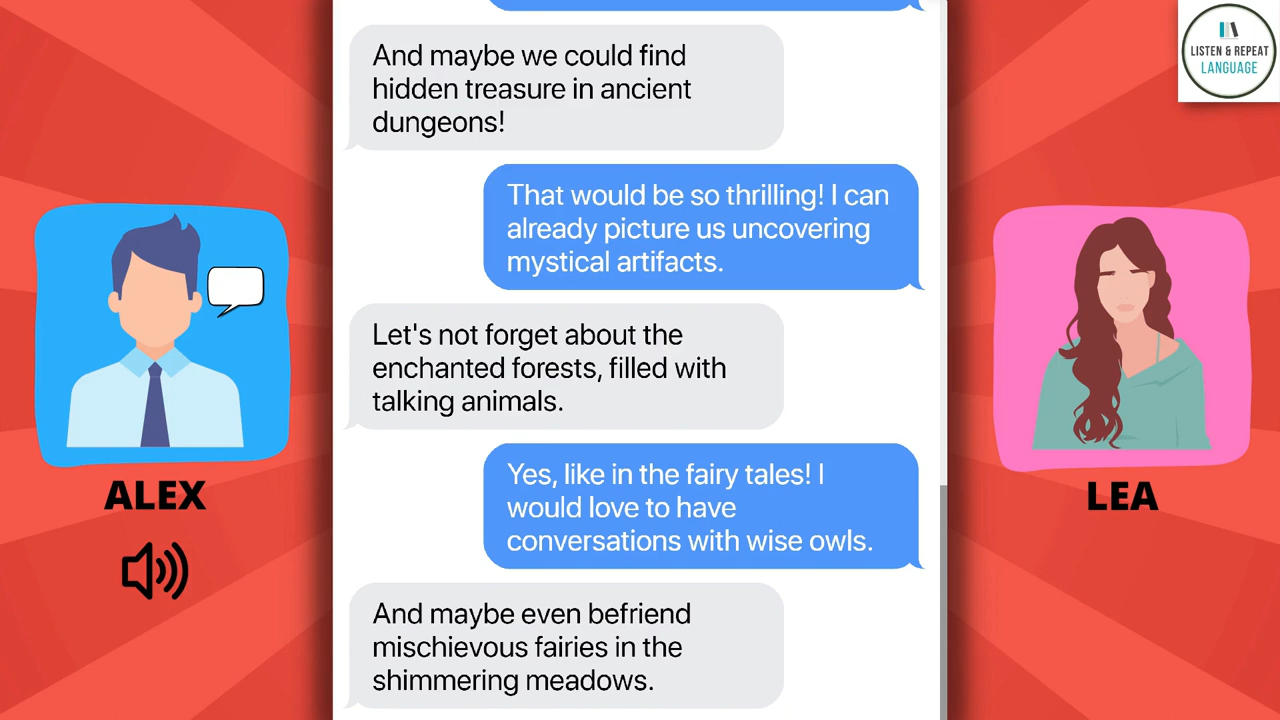 LISTEN & REPEAT
LANGUAGE
And maybe we could find
hidden treasure in ancient
dungeons!
That would be so thrilling! I can
already picture us uncovering
mystical artifacts.
Let's not forget about the
enchanted forests, filled with
talking animals.
Yes, like in the fairy tales! I
would love to have
conversations with wise owls.
And maybe even befriend
mischievous fairies in the
shimmering meadows.
ALEX
LEA